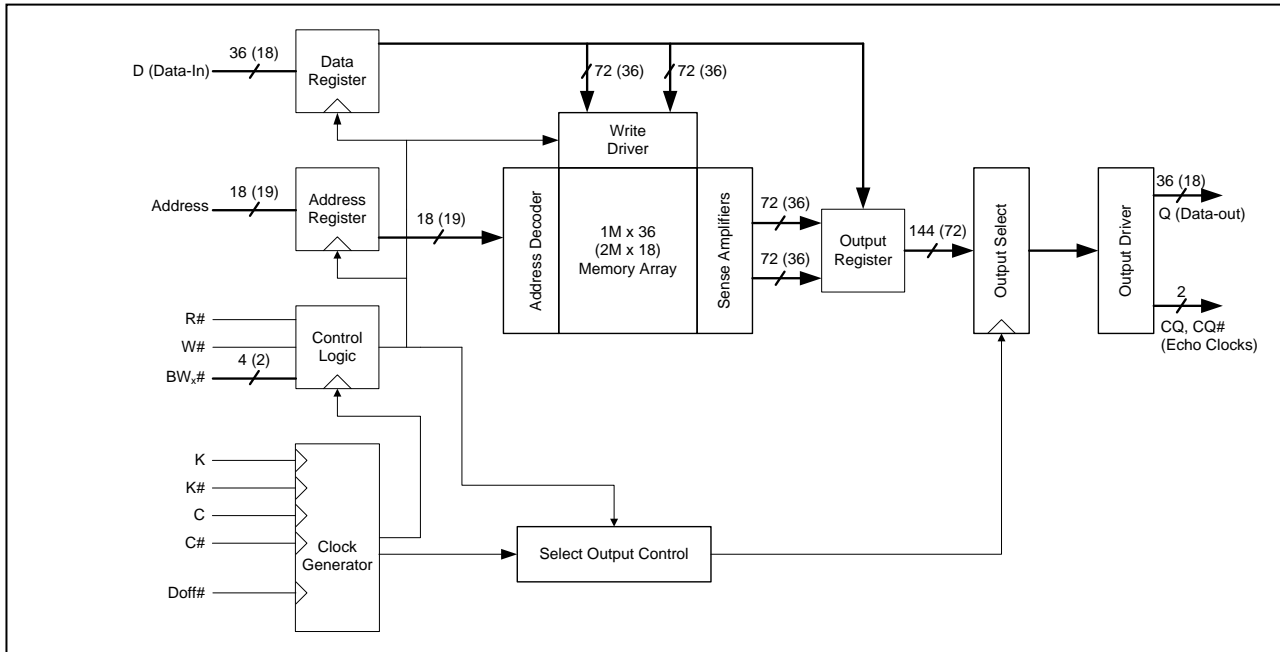 36 (18)
D (Data-In)
Data
Register
72 (36)
72 (36)
Write
Driver
18 (19)
Address
Address
Register
18 (19)
Address Decoder
1M x 36
(2M x 18)
Memory Array
Sense Amplifiers
72 (36)
72 (36)
Output
Register
144 (72)
Output Select
Output Driver
36 (18)
Q (Data-out)
2
CQ, CQ#
(Echo Clocks)
R#
W#
4 (2)
BWx#
Control
Logic
K
K#
C
C#
Doff#
Clock
Generator
Select Output Control